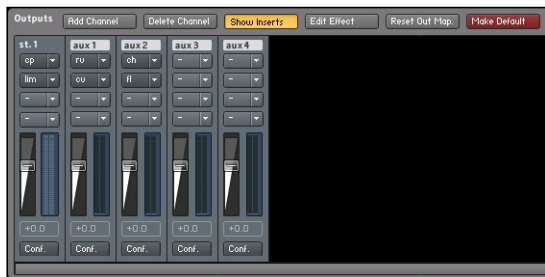 Outputs Add Channel Delete Channel Show Inserts Edit Effect Reset Out Map. Make Default
st. 1 aux 1 aux 2 aux 3 aux 4
cp rv ch - -
lim cv fl - -
- - - - -
- - - - -
+0.0 +0.0 +0.0 +0.0 +0.0
Conf. Conf. Conf. Conf. Conf.